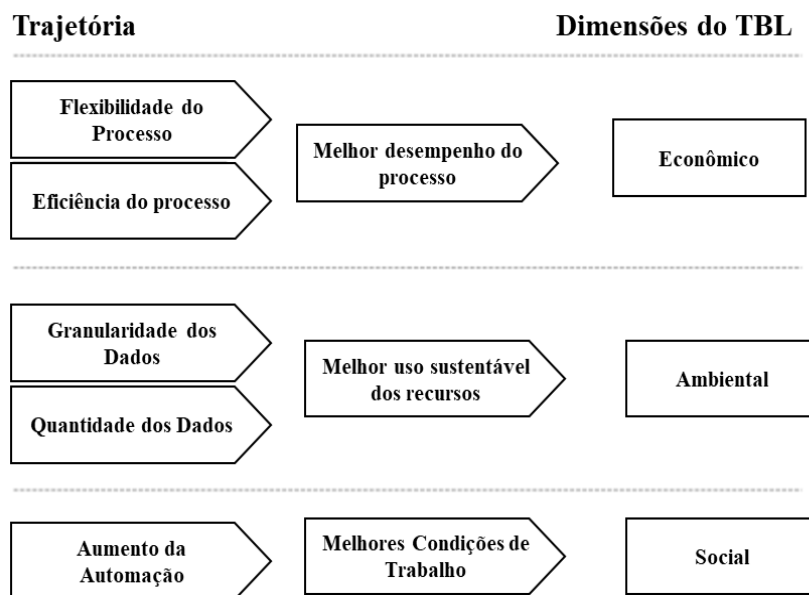 Trajetória
Dimensões do TBL
Flexibilidade do
Processo
Eficiência do processo
Melhor desempenho do
processo
Econômico
Granularidade dos
Dados
Quantidade dos Dados
Melhor uso sustentável
dos recursos
Ambiental
Aumento da
Automação
Melhores Condições de
Trabalho
Social